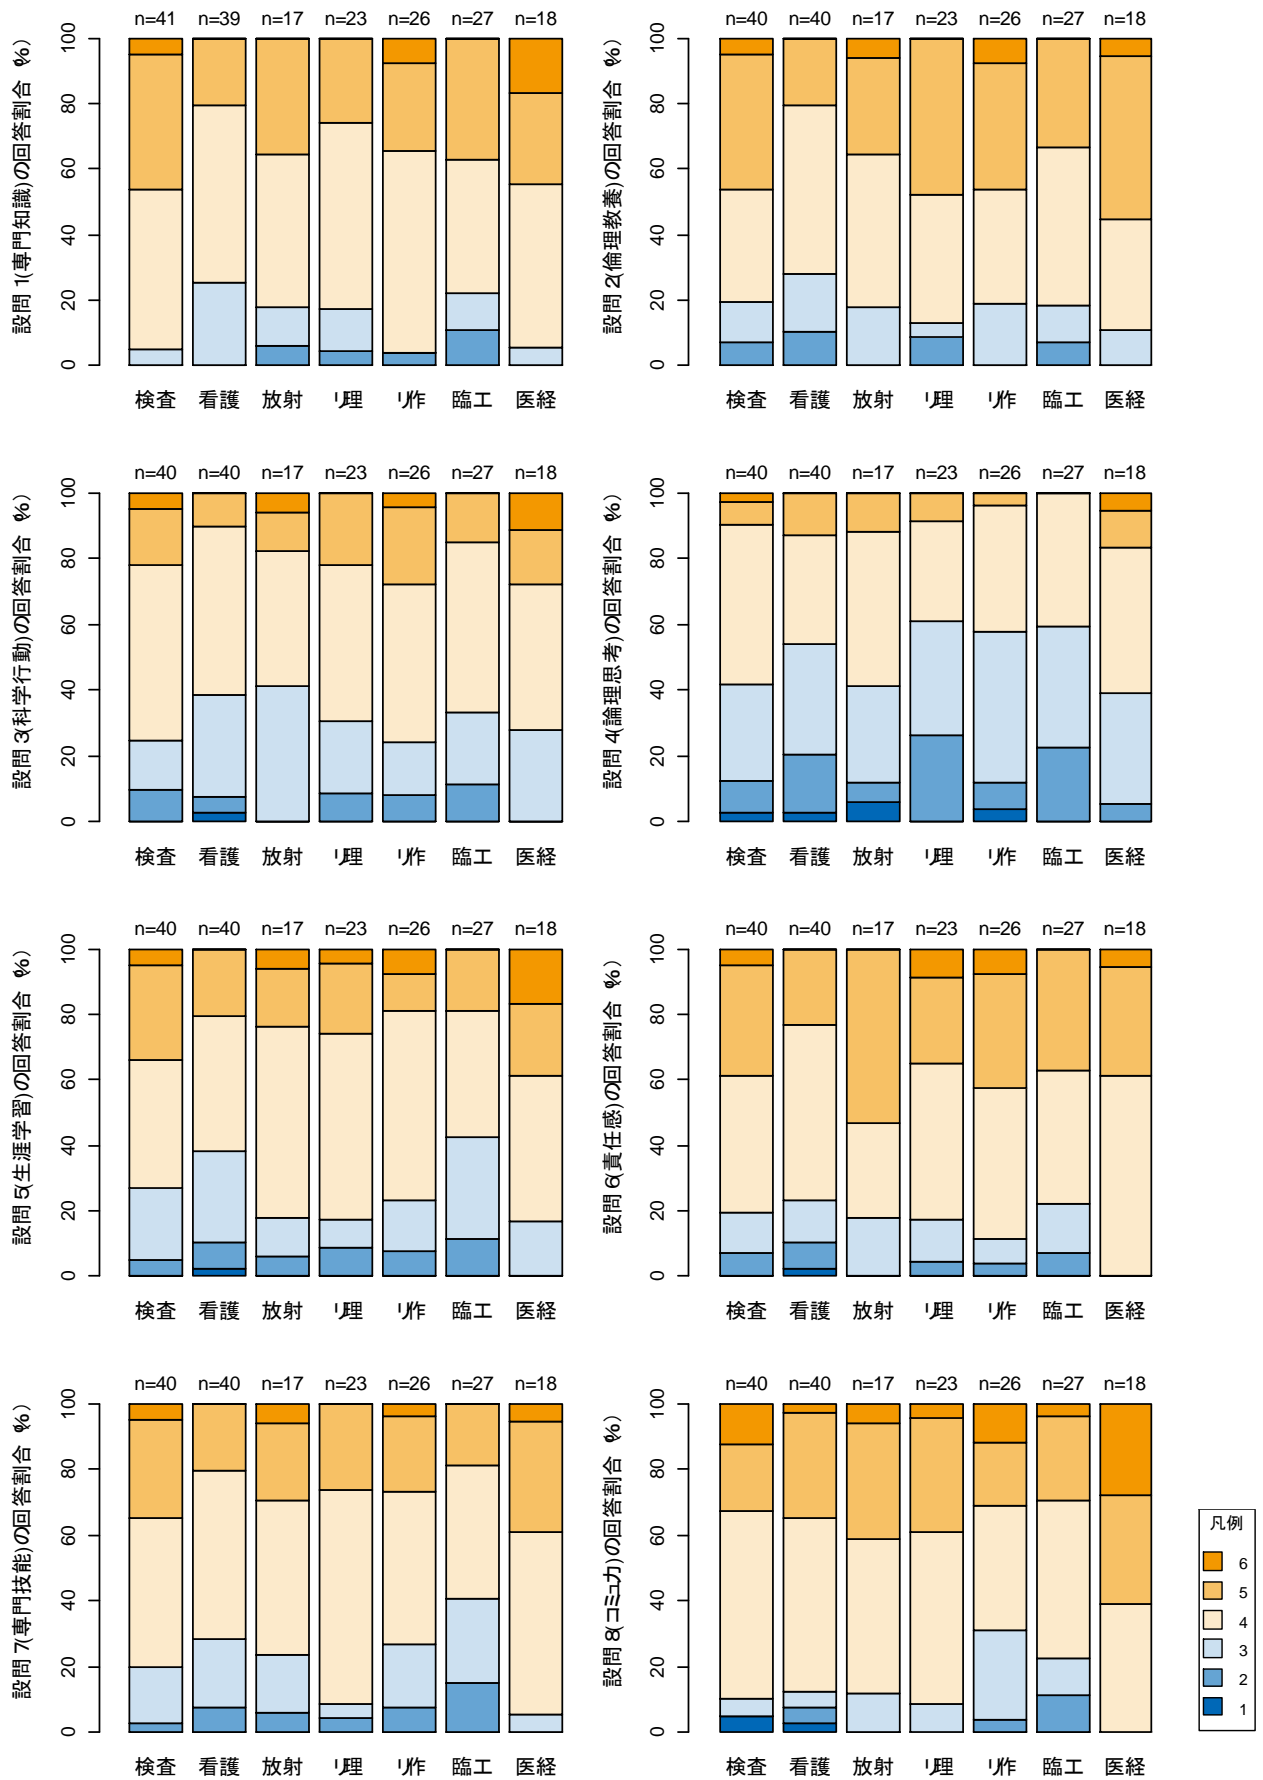 n=41 n=39 n=17 n=23 n=26 n=27 n=18
設問 1(専門知識)の回答割合 (%)
0 20 40 60 80 100
検査 看護 放射 リ理 リ作 臨工 医経
n=40 n=39 n=17 n=23 n=26 n=27 n=18
設問 2(倫理教養)の回答割合 (%)
0 20 40 60 80 100
検査 看護 放射 リ理 リ作 臨工 医経
n=40 n=40 n=17 n=23 n=26 n=27 n=18
設問 3(科学行動)の回答割合 (%)
0 20 40 60 80 100
検査 看護 放射 リ理 リ作 臨工 医経
n=40 n=40 n=17 n=23 n=26 n=27 n=18
設問 4(論理思考)の回答割合 (%)
0 20 40 60 80 100
検査 看護 放射 リ理 リ作 臨工 医経
n=40 n=40 n=17 n=23 n=26 n=27 n=18
設問 5(生涯学習)の回答割合 (%)
0 20 40 60 80 100
検査 看護 放射 リ理 リ作 臨工 医経
n=40 n=40 n=17 n=23 n=26 n=27 n=18
設問 6(責任感)の回答割合 (%)
0 20 40 60 80 100
検査 看護 放射 リ理 リ作 臨工 医経
n=40 n=40 n=17 n=23 n=26 n=27 n=18
設問 7(専門技能)の回答割合 (%)
0 20 40 60 80 100
検査 看護 放射 リ理 リ作 臨工 医経
n=40 n=40 n=17 n=23 n=26 n=27 n=18
設問 8(コミュ力)の回答割合 (%)
0 20 40 60 80 100
検査 看護 放射 リ理 リ作 臨工 医経
凡例
6
5
4
3
2
1